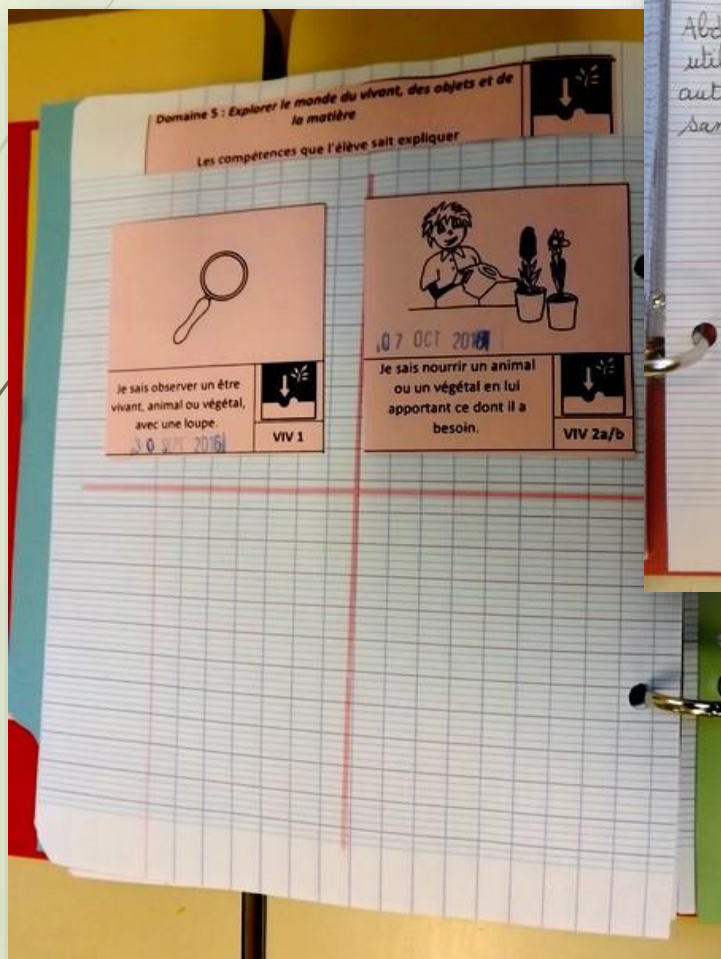 Domaine 5 : Explorer le monde du vivant, des objets et de
la matière
Les compétences que l'élève sait expliquer
Je sais observer un être
vivant, animal ou végétal,
avec une loupe.
30 SEPT 2016
VIV 1
07 OCT 2016
Je sais nourrir un animal
ou un végétal en lui
apportant ce dont il a
besoin.
VIV 2a/b